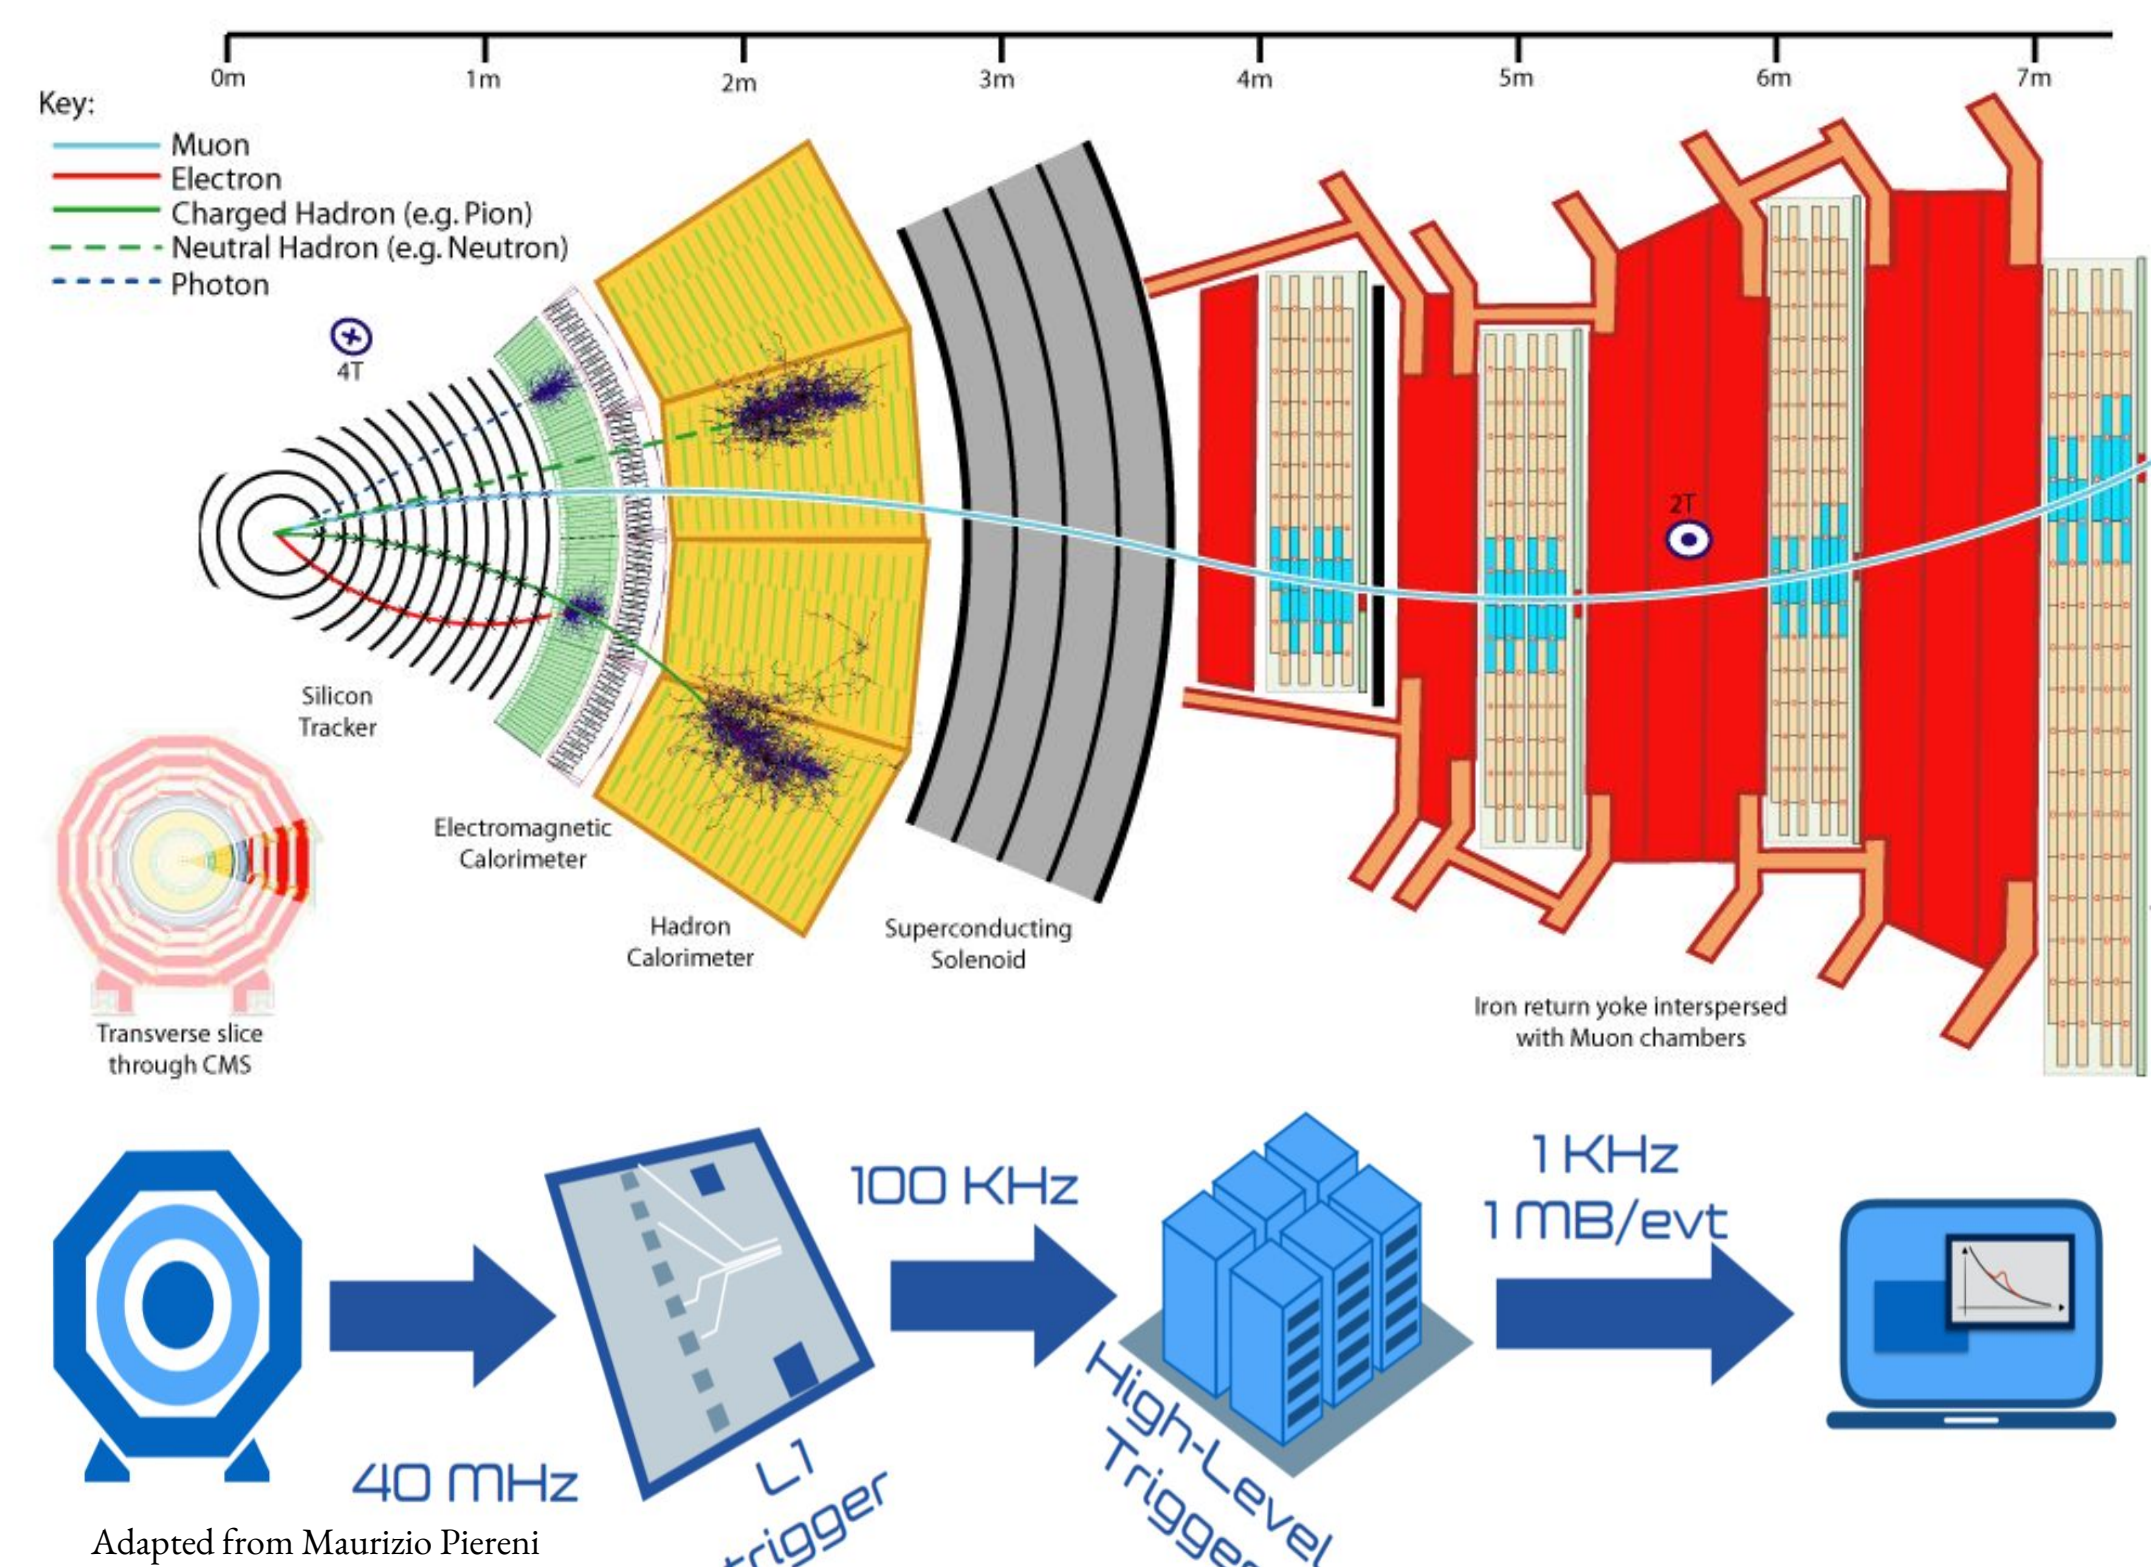 0m 1m 2m 3m 4m 5m 6m 7m
Key:
Muon
Electron
Charged Hadron (e.g. Pion)
Neutral Hadron (e.g. Neutron)
Photon
4T
2T
Silicon
Tracker
Electromagnetic
Calorimeter
Hadron
Calorimeter
Superconducting
Solenoid
Iron return yoke interspersed
with Muon chambers
Transverse slice
through CMS
40 MHz
L1
trigger
100 KHz
High-Level
Trigger
1 KHz
1 MB/evt
Adapted from Maurizio Piereni